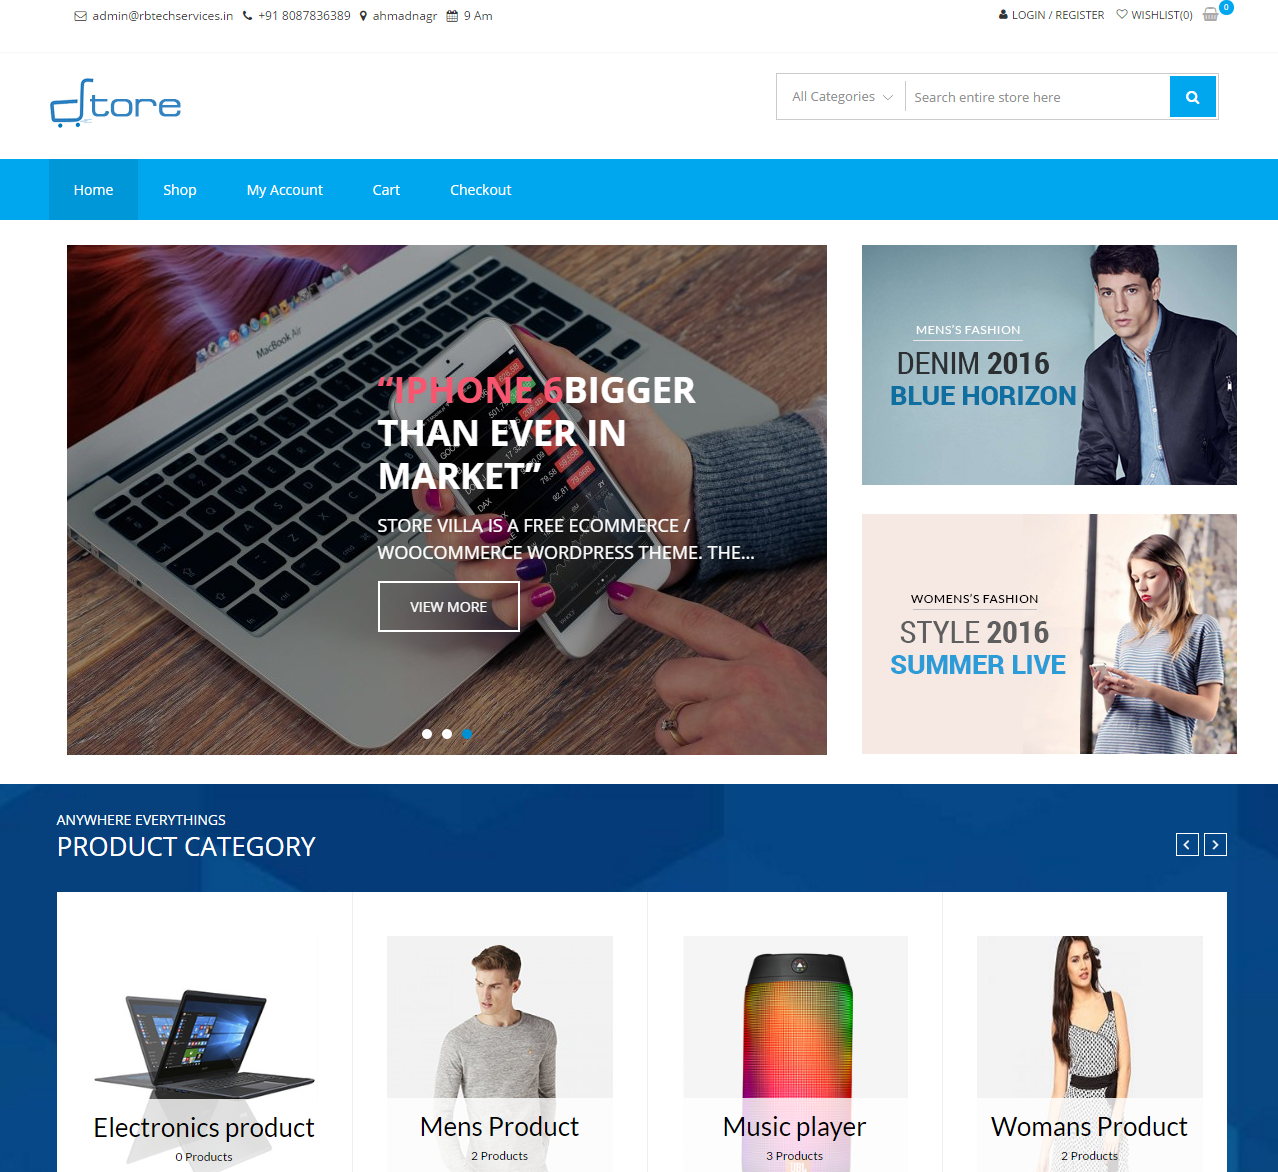 admin@rbtechservices.in +91 8087836389 ahmadnagr 9 Am
LOGIN / REGISTER WISHLIST(0) 0
Store
All Categories Search entire store here
Home Shop My Account Cart Checkout
MacBook Air
“IPHONE 6BIGGER
THAN EVER IN
MARKET”
STORE VILLA IS A FREE ECOMMERCE /
WOOCOMMERCE WORDPRESS THEME. THE...
VIEW MORE
MENS'S FASHION
DENIM 2016
BLUE HORIZON
WOMENS'S FASHION
STYLE 2016
SUMMER LIVE
ANYWHERE EVERYTHINGS
PRODUCT CATEGORY
Electronics product
0 Products
Mens Product
2 Products
Music player
3 Products
Womans Product
2 Products